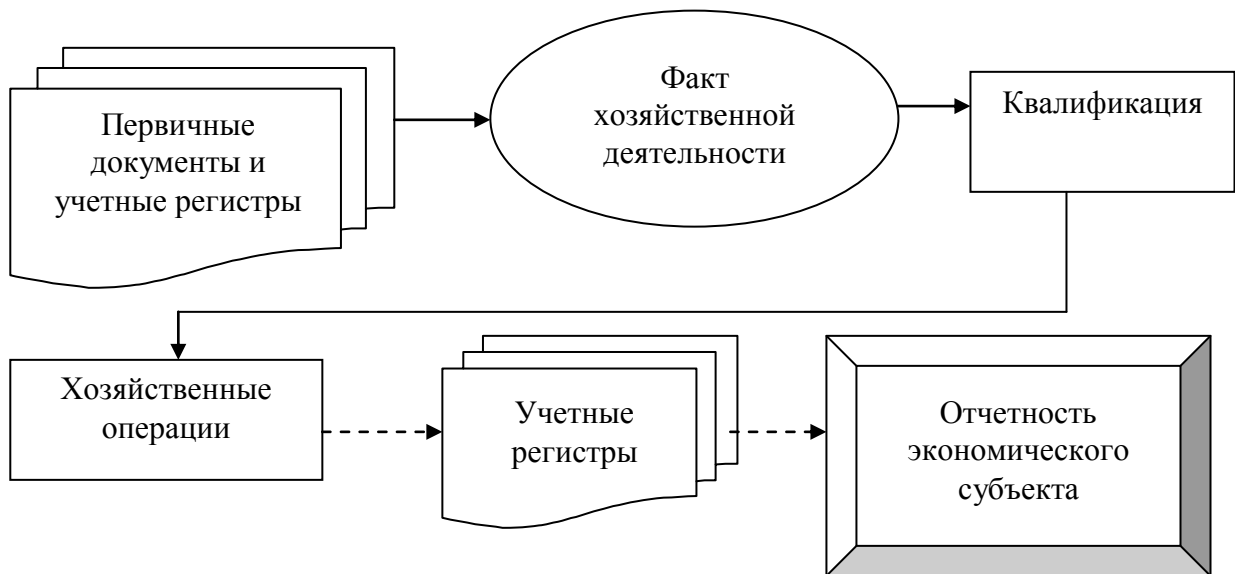 Первичные
документы и
учетные регистры
Факт
хозяйственной
деятельности
Квалификация
Хозяйственные
операции
Учетные
регистры
Отчетность
экономического
субъекта